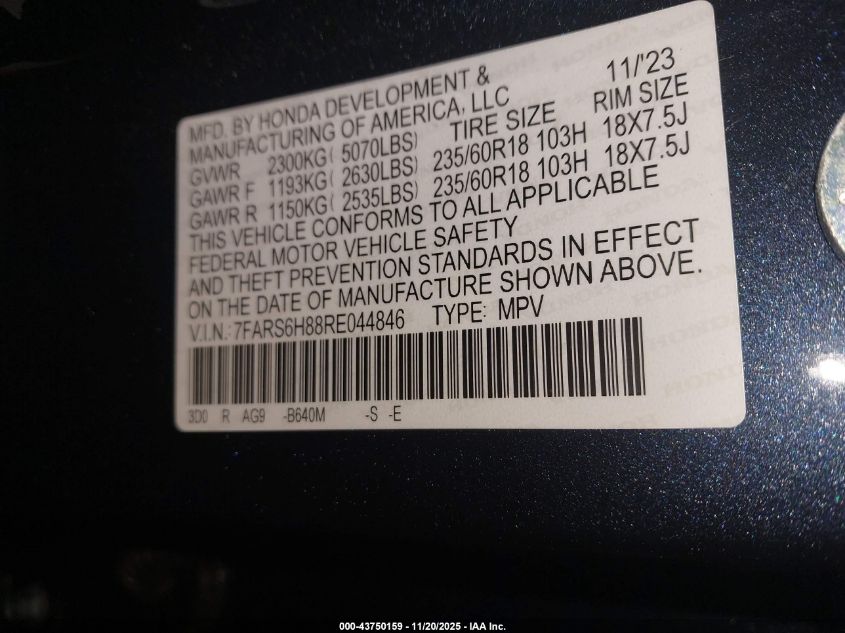 MFD. BY HONDA DEVELOPMENT & 11/'23
MANUFACTURING OF AMERICA, LLC
GVWR 2300KG( 5070LBS) TIRE SIZE RIM SIZE
GAWR F 1193KG( 2630LBS) 235/60R18 103H 18X7.5J
GAWR R 1150KG( 2535LBS) 235/60R18 103H 18X7.5J
THIS VEHICLE CONFORMS TO ALL APPLICABLE
FEDERAL MOTOR VEHICLE SAFETY
AND THEFT PREVENTION STANDARDS IN EFFECT
ON THE DATE OF MANUFACTURE SHOWN ABOVE.
V.I.N.: 7FARS6H88RE044846 TYPE: MPV
3D0 R AG9 -B640M -S -E
000-43750159 - 11/20/2025 - IAA Inc.